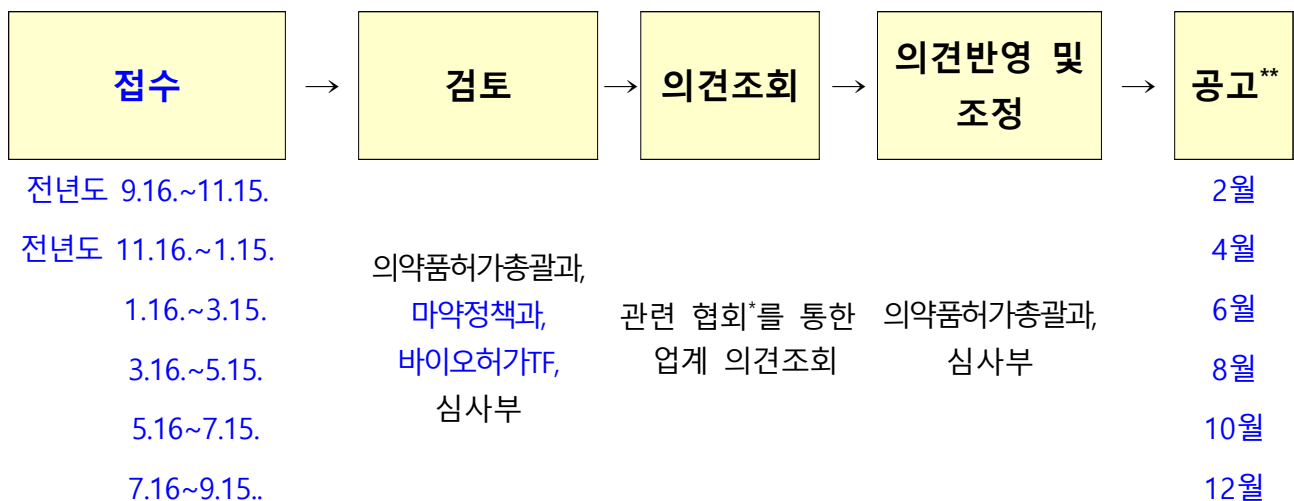 접수 → 검토 → 의견조회 → 의견반영 및 조정 → 공고**
전년도 9.16.~11.15.
전년도 11.16.~1.15.
1.16.~3.15.
3.16.~5.15.
5.16~7.15.
7.16~9.15..
의약품허가총괄과,
마약정책과,
바이오허가TF,
심사부
관련 협회*를 통한
업계 의견조회
의약품허가총괄과,
심사부
2월
4월
6월
8월
10월
12월